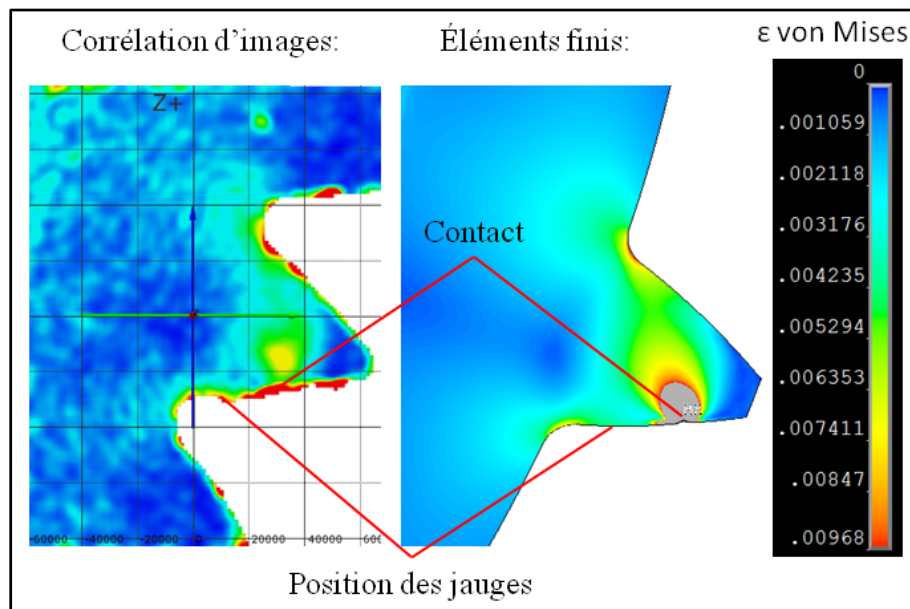 Corrélation d'images:
Éléments finis:
ε von Mises
Z+
Contact
0
.001059
.002118
.003176
.004235
.005294
.006353
.007411
.00847
.00968
-60000 -40000 -20000 0 20000 40000
Position des jauges